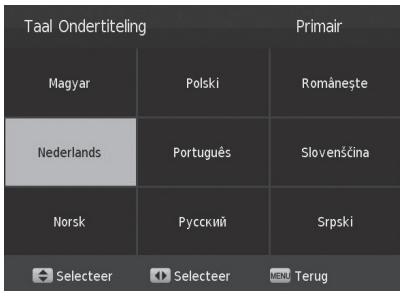 Taal Ondertiteling Primair
Magyar Polski Românește
Nederlands Português Slovenščina
Norsk Русский Srpski
Selecteer Selecteer MENU Terug